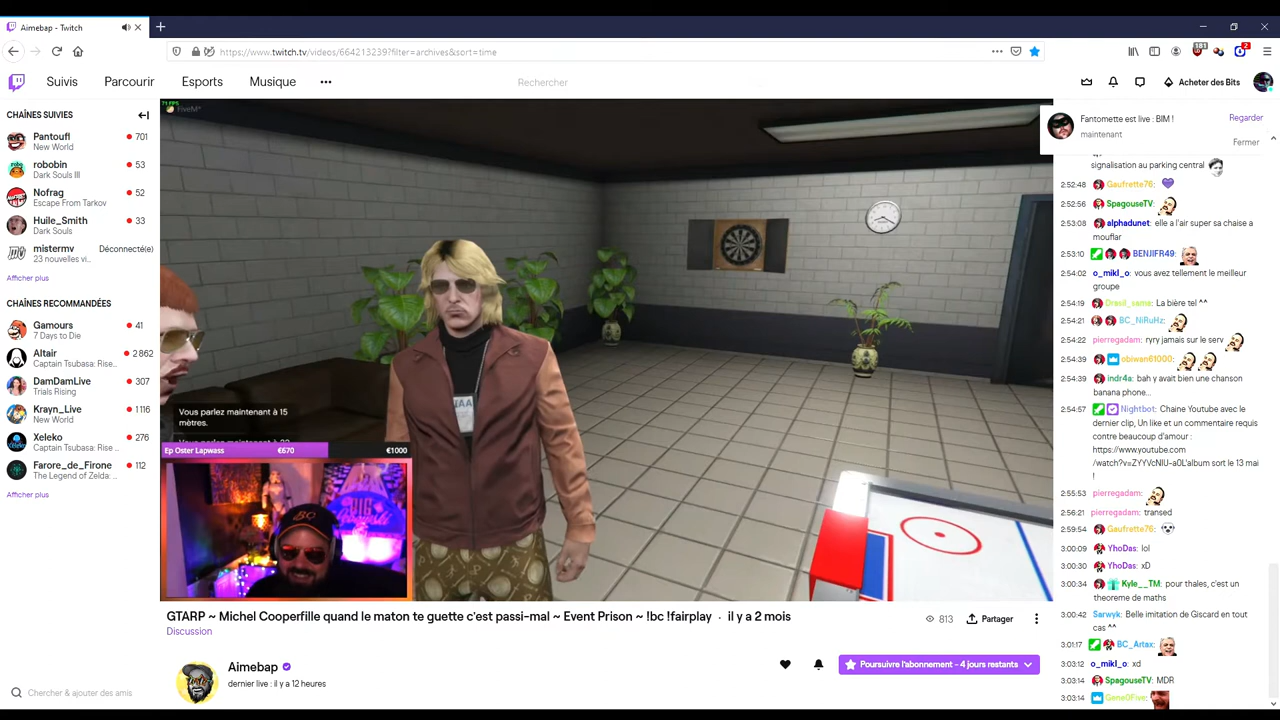 Aimebap - Twitch
https://www.twitch.tv/videos/664213239?filter=archives&sort=time
181
2
Suivis
Parcourir
Esports
Musique
Rechercher
Acheter des Bits
CHAÎNES SUIVIES
Pantoufl
701
New World
robobin
53
Dark Souls III
Nofrag
52
Escape From Tarkov
Huile_Smith
33
Dark Souls
mistermv
Déconnecté(e)
23 nouvelles vi...
Afficher plus
CHAÎNES RECOMMANDÉES
Gamours
41
7 Days to Die
Altair
2 862
Captain Tsubasa: Rise...
DamDamLive
307
Trials Rising
Krayn_Live
1 116
New World
Xeleko
276
Captain Tsubasa: Rise ...
Farore_de_Firone
112
The Legend of Zelda: ...
Afficher plus
Chercher & ajouter des amis
FiveM*
Vous parlez maintenant à 15
mètres.
Ep Oster Lapwass
€670
€1000
GTARP ~ Michel Cooperfille quand le maton te guette c'est passi-mal ~ Event Prison ~ !bc !fairplay · il y a 2 mois
813
Partager
Discussion
Aimebap
dernier live : il y a 12 heures
Poursuivre l'abonnement - 4 jours restants
Fantomette est live : BIM !
Regarder
maintenant
Fermer
signalisation au parking central
2:52:48 Gaufrette76:
2:52:56 SpagouseTV:
2:53:08 alphadunet: elle a l'air super sa chaise a
mouflar
2:53:10 BENJIFR49:
2:54:02 o_mikl_o: vous avez tellement le meilleur
groupe
2:54:19 Drasil_xame: La bière tel ^^
2:54:21 BC_NiRuHz:
2:54:22 pierregadam: ryry jamais sur le serv
2:54:39 obiwan61000:
2:54:39 indr4a: bah y avait bien une chanson
banana phone...
2:54:57 Nightbot: Chaine Youtube avec le
dernier clip, Un like et un commentaire requis
contre beaucoup d'amour :
https://www.youtube.com
/watch?v=ZYYVcNlU-a0L'album sort le 13 mai
!
2:55:53 pierregadam:
2:56:21 pierregadam: transed
2:59:54 Gaufrette76:
3:00:09 YhoDas: lol
3:00:30 YhoDas: xD
3:00:34 Kyle__TM: pour thales, c'est un
theoreme de maths
3:00:42 Sarwyk: Belle imitation de Giscard en tout
cas ^^
3:01:17 BC_Artax:
3:03:12 o_mikl_o: xd
3:03:14 SpagouseTV: MDR
3:03:14 Gene0Five: